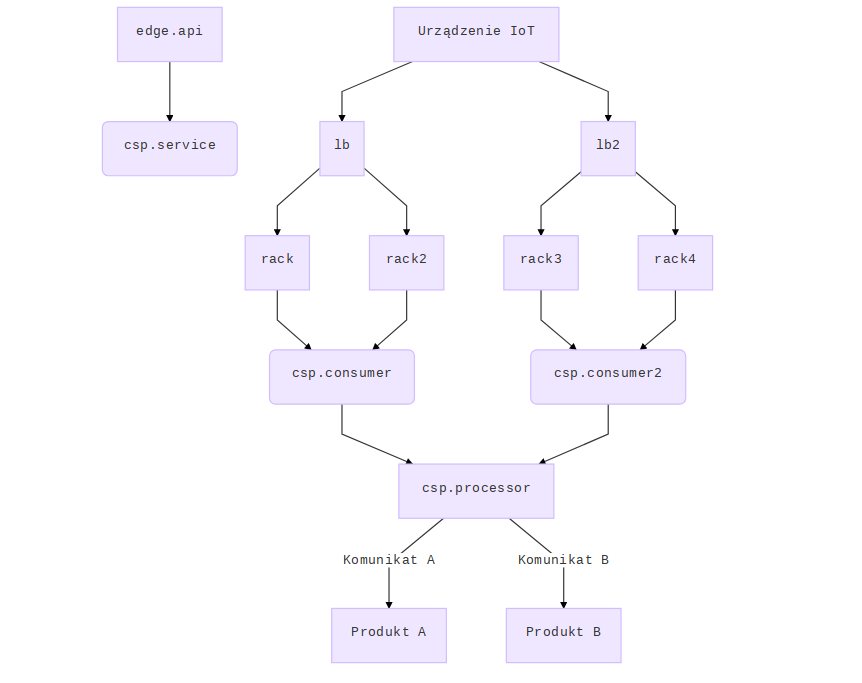 edge.api
Urządzenie IoT
csp.service
lb
lb2
rack
rack2
rack3
rack4
csp.consumer
csp.consumer2
csp.processor
Komunikat A
Komunikat B
Produkt A
Produkt B